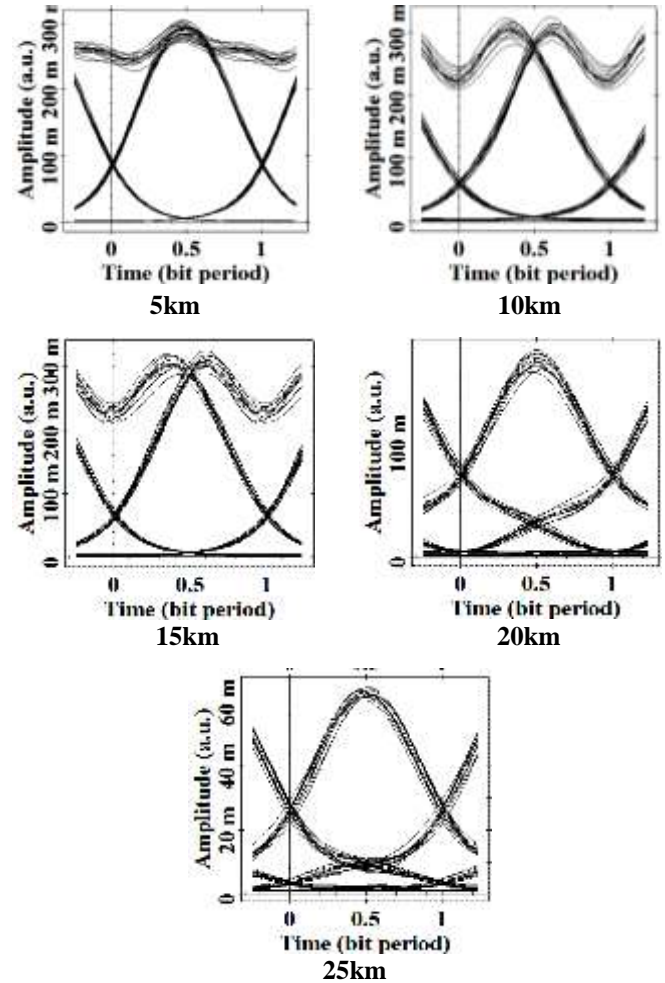 Amplitude (a.u.)
0 100 m 200 m 300 m
0 0.5 1
Time (bit period)
5km
Amplitude (a.u.)
0 100 m 200 m 300 m
0 0.5 1
Time (bit period)
10km
Amplitude (a.u.)
0 100 m 200 m 300 m
0 0.5 1
Time (bit period)
15km
Amplitude (a.u.)
0 100 m
0 0.5 1
Time (bit period)
20km
Amplitude (a.u.)
0 20 m 40 m 60 m
0 0.5 1
Time (bit period)
25km